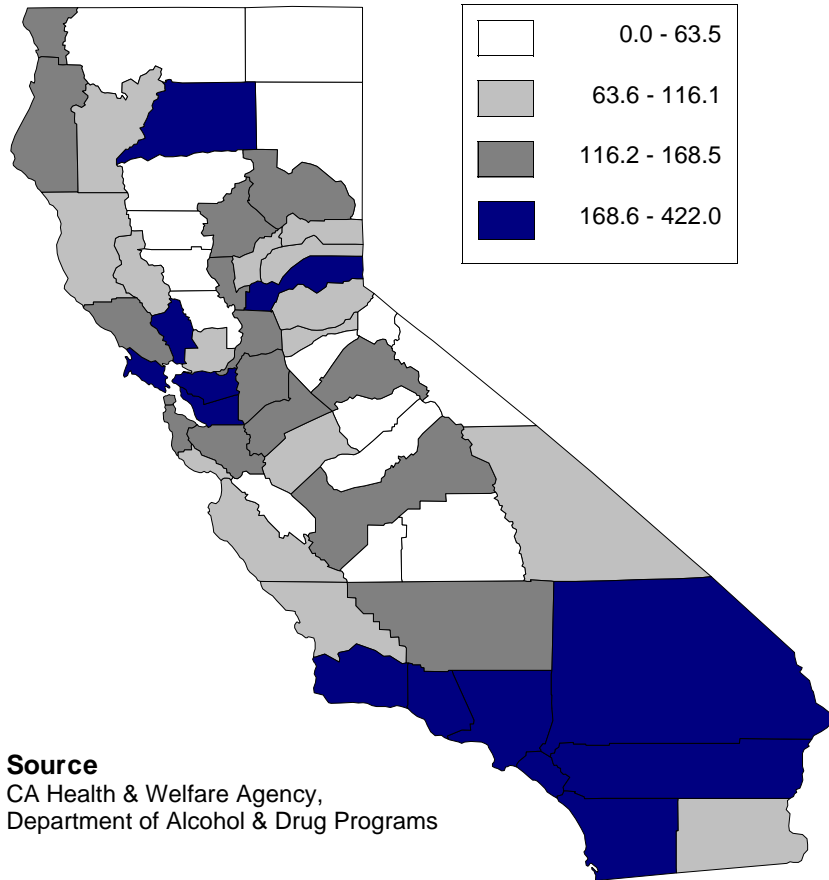 0.0 - 63.5
63.6 - 116.1
116.2 - 168.5
168.6 - 422.0
Source
CA Health & Welfare Agency,
Department of Alcohol & Drug Programs